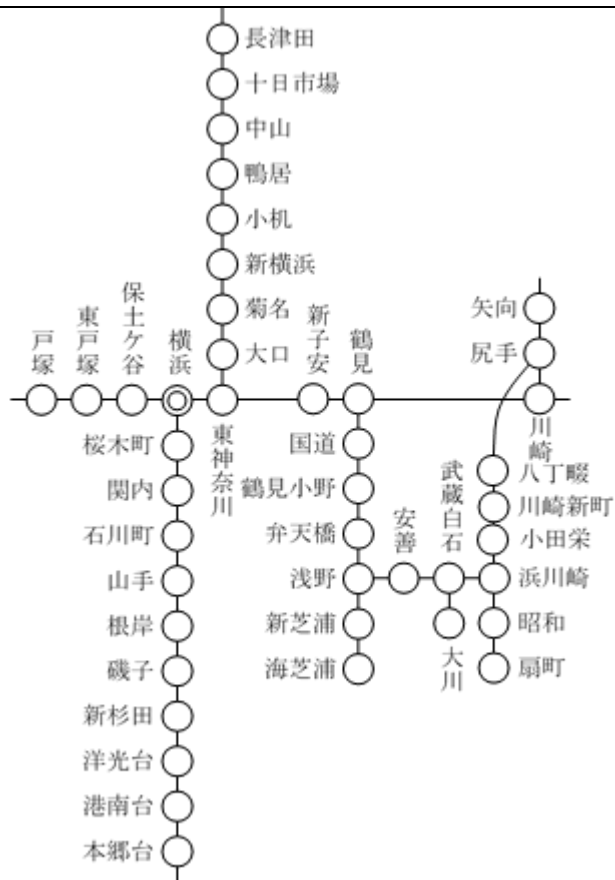 長津田
十日市場
中山
鴨居
小机
新横浜
菊名
大口
矢向
尻手
戸塚
東戸塚
保土ケ谷
横浜
東神奈川
新子安
鶴見
川崎
桜木町
関内
石川町
山手
根岸
磯子
新杉田
洋光台
港南台
本郷台
国道
鶴見小野
弁天橋
浅野
新芝浦
海芝浦
安善
武蔵白石
大川
八丁畷
川崎新町
小田栄
浜川崎
昭和
扇町